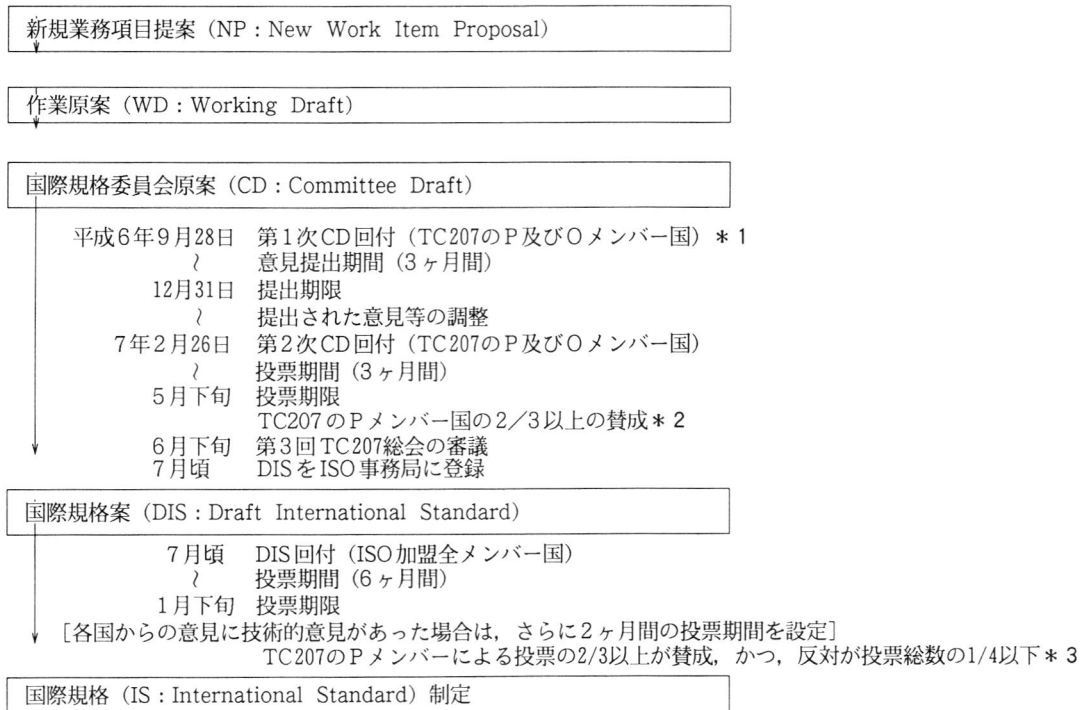 新規業務項目提案（NP：New Work Item Proposal）
作業原案（WD：Working Draft）
国際規格委員会原案（CD：Committee Draft）
平成6年9月28日 第1次CD回付（TC207のP及びOメンバー国）＊1
～ 意見提出期間（3ヶ月間）
12月31日 提出期限
～ 提出された意見等の調整
7年2月26日 第2次CD回付（TC207のP及びOメンバー国）
～ 投票期間（3ヶ月間）
5月下旬 投票期限
TC207のPメンバー国の2／3以上の賛成＊2
6月下旬 第3回TC207総会の審議
7月頃 DISをISO事務局に登録
国際規格案（DIS：Draft International Standard）
7月頃 DIS回付（ISO加盟全メンバー国）
～ 投票期間（6ヶ月間）
1月下旬 投票期限
［各国からの意見に技術的意見があった場合は，さらに2ヶ月間の投票期間を設定］
TC207のPメンバーによる投票の2/3以上が賛成，かつ，反対が投票総数の1/4以下＊3
国際規格（IS：International Standard）制定